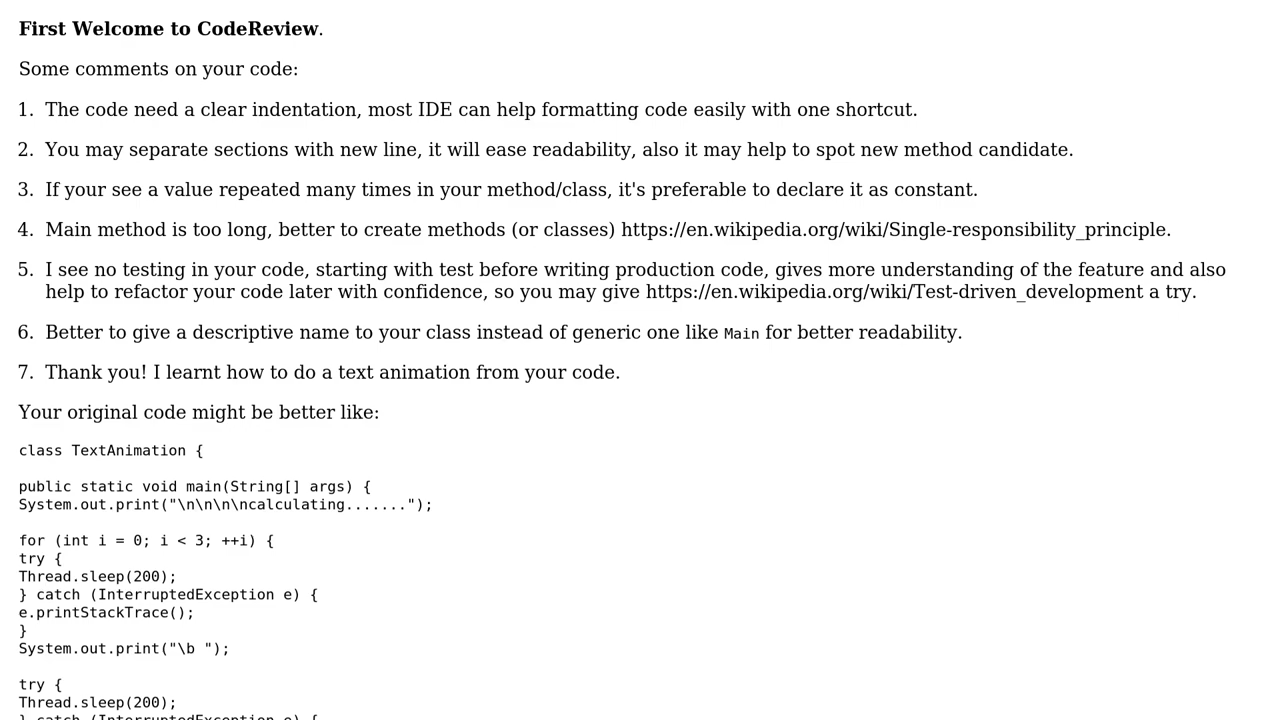 First Welcome to CodeReview.
Some comments on your code:
1. The code need a clear indentation, most IDE can help formatting code easily with one shortcut.
2. You may separate sections with new line, it will ease readability, also it may help to spot new method candidate.
3. If your see a value repeated many times in your method/class, it's preferable to declare it as constant.
4. Main method is too long, better to create methods (or classes) https://en.wikipedia.org/wiki/Single-responsibility_principle.
5. I see no testing in your code, starting with test before writing production code, gives more understanding of the feature and also
help to refactor your code later with confidence, so you may give https://en.wikipedia.org/wiki/Test-driven_development a try.
6. Better to give a descriptive name to your class instead of generic one like Main for better readability.
7. Thank you! I learnt how to do a text animation from your code.
Your original code might be better like:
class TextAnimation {
public static void main(String[] args) {
System.out.print("\n\n\n\ncalculating.......");
for (int i = 0; i < 3; ++i) {
try {
Thread.sleep(200);
} catch (InterruptedException e) {
e.printStackTrace();
}
System.out.print("\b ");
try {
Thread.sleep(200);
} catch (InterruptedException e) {